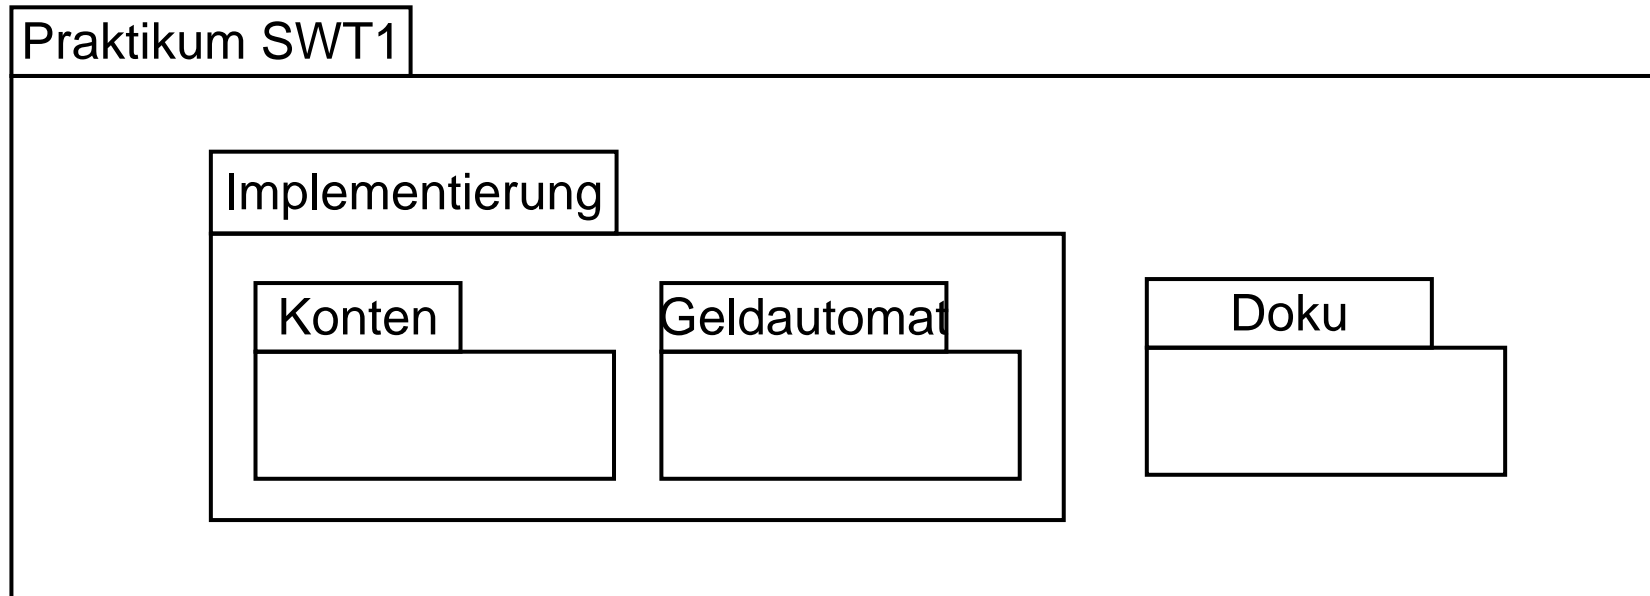 Praktikum SWT1
Implementierung
Konten
Geldautomat
Doku